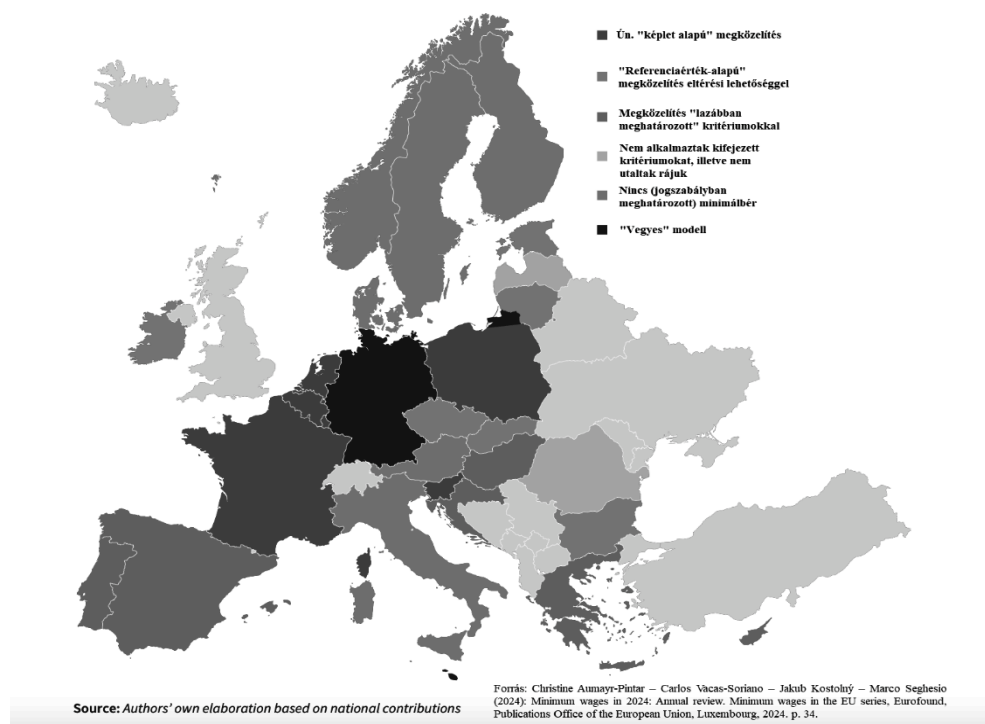 Ún. "képlet alapú" megközelítés
"Referenciaérték-alapú"
megközelítés eltérési lehetőséggel
Megközelítés "lazábban
meghatározott" kritériumokkal
Nem alkalmaztak kifejezett
kritériumokat, illetve nem
utaltak rájuk
Nincs (jogszabályban
meghatározott) minimálbér
"Vegyes" modell
Source: Authors' own elaboration based on national contributions
Forrás: Christine Aumayr-Pintar – Carlos Vacas-Soriano – Jakub Kostolný – Marco Seghesio
(2024): Minimum wages in 2024: Annual review. Minimum wages in the EU series, Eurofound,
Publications Office of the European Union, Luxembourg, 2024. p. 34.